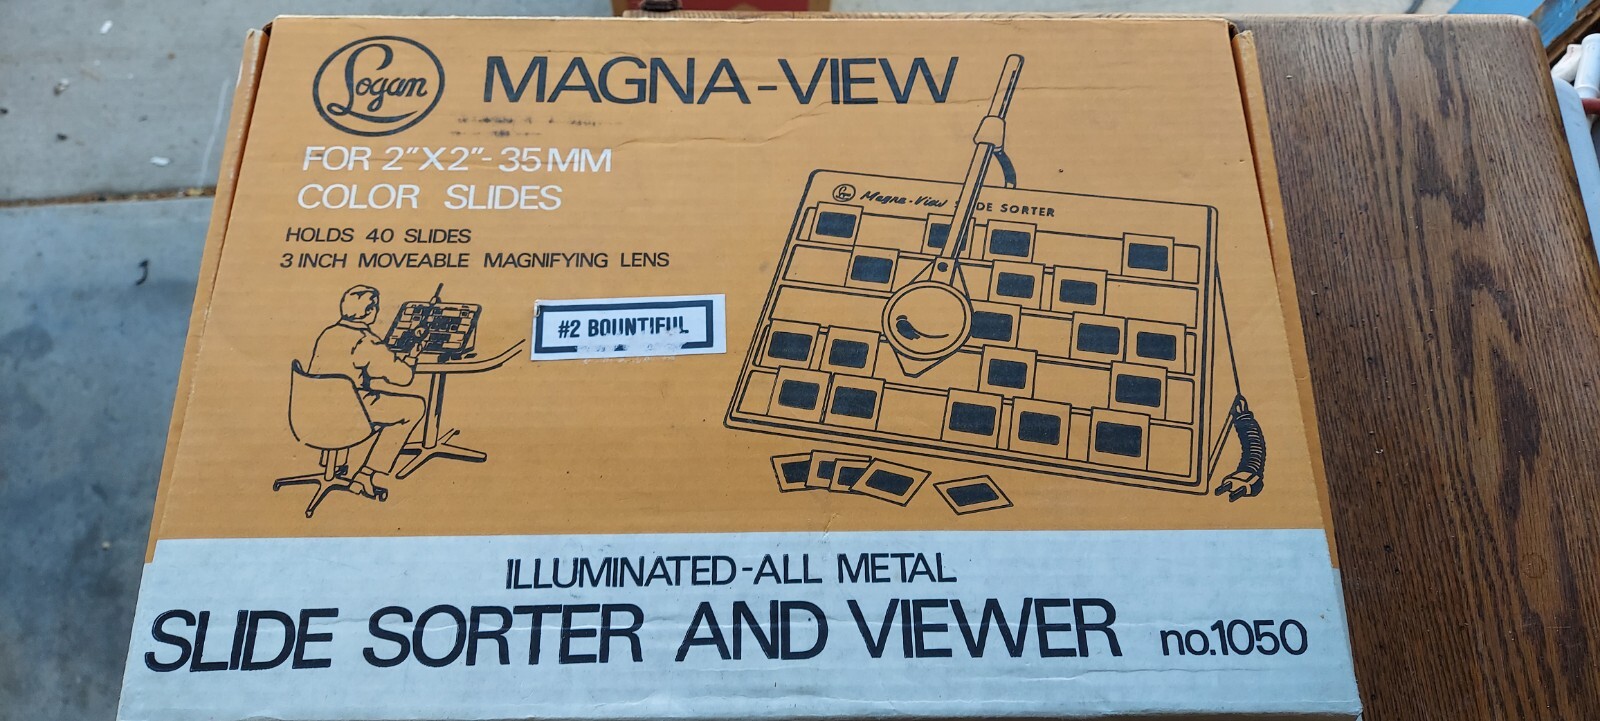 Logan
MAGNA-VIEW
FOR 2"X2"-35MM
COLOR SLIDES
HOLDS 40 SLIDES
3 INCH MOVEABLE MAGNIFYING LENS
Logan Magna-View SLIDE SORTER
#2 BOUNTIFUL
ILLUMINATED-ALL METAL
SLIDE SORTER AND VIEWER no.1050